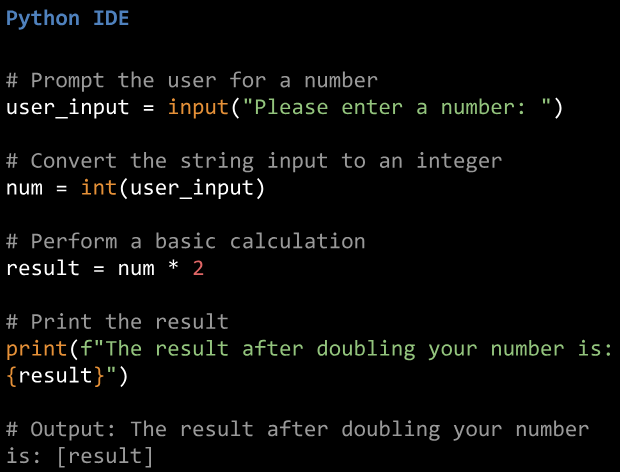 Python IDE
# Prompt the user for a number
user_input = input("Please enter a number: ")
# Convert the string input to an integer
num = int(user_input)
# Perform a basic calculation
result = num * 2
# Print the result
print(f"The result after doubling your number is:
{result}")
# Output: The result after doubling your number
is: [result]